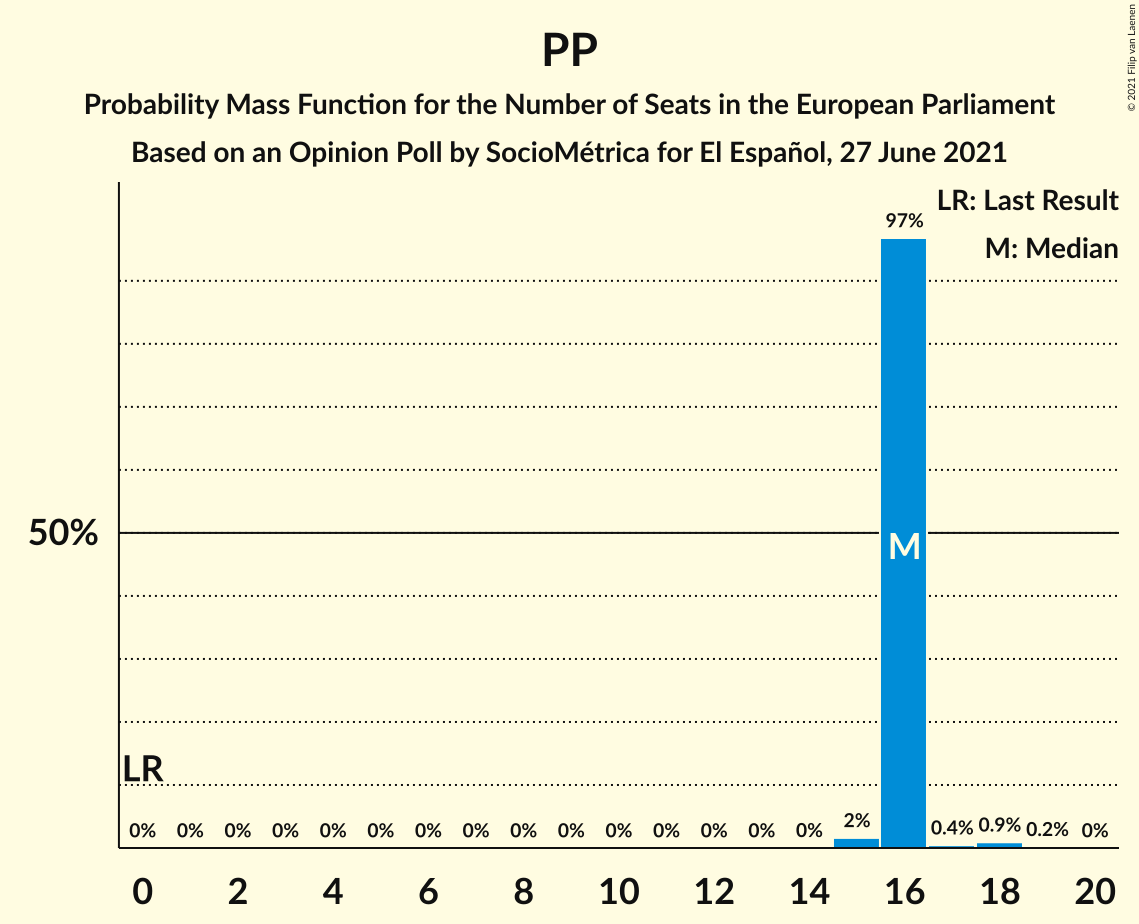 PP
Probability Mass Function for the Number of Seats in the European Parliament
Based on an Opinion Poll by SocioMétrica for El Español, 27 June 2021
© 2021 Filip van Laenen
LR: Last Result
M: Median
97%
50%
M
LR
0% 0% 0% 0% 0% 0% 0% 0% 0% 0% 0% 0% 0% 0% 0% 2% 0.4% 0.9% 0.2% 0%
0 2 4 6 8 10 12 14 16 18 20